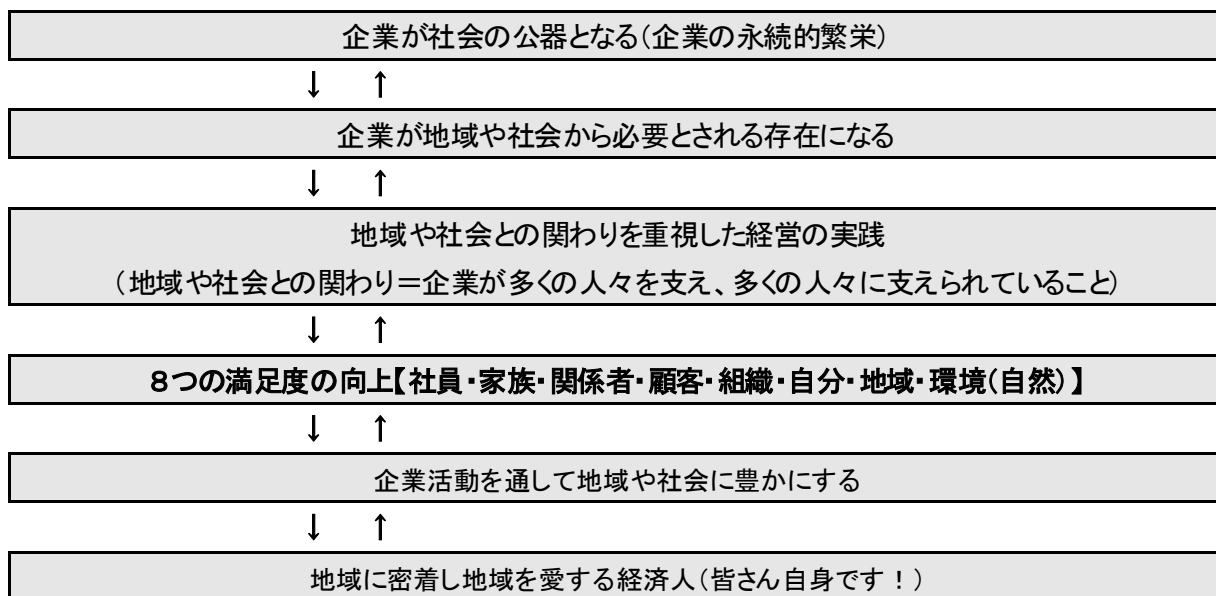 企業が社会の公器となる(企業の永続的繁栄)
↓ ↑
企業が地域や社会から必要とされる存在になる
↓ ↑
地域や社会との関わりを重視した経営の実践
(地域や社会との関わり＝企業が多くの人々を支え、多くの人々に支えられていること)
↓ ↑
８つの満足度の向上【社員・家族・関係者・顧客・組織・自分・地域・環境(自然)】
↓ ↑
企業活動を通して地域や社会に豊かにする
↓ ↑
地域に密着し地域を愛する経済人(皆さん自身です！)